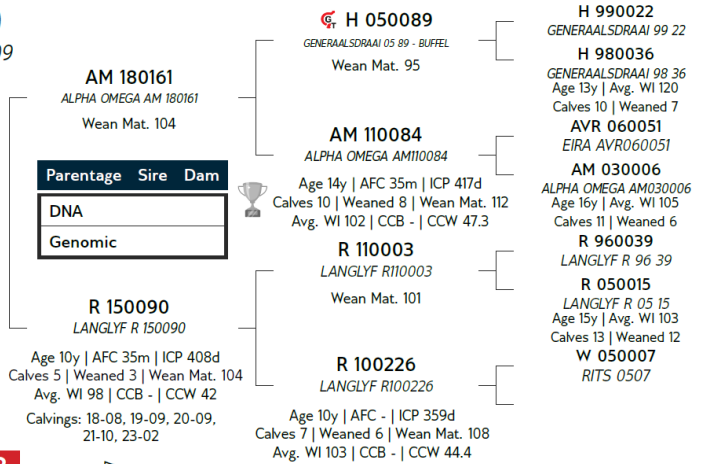 09
AM 180161
ALPHA OMEGA AM 180161
Wean Mat. 104
Parentage Sire Dam
DNA
Genomic
R 150090
LANGLYF R 150090
Age 10y | AFC 35m | ICP 408d
Calves 5 | Weaned 3 | Wean Mat. 104
Avg. WI 98 | CCB - | CCW 42
Calvings: 18-08, 19-09, 20-09,
21-10, 23-02
H 050089
GENERAALSDRAAI 05 89 - BUFFEL
Wean Mat. 95
AM 110084
ALPHA OMEGA AM110084
Age 14y | AFC 35m | ICP 417d
Calves 10 | Weaned 8 | Wean Mat. 112
Avg. WI 102 | CCB - | CCW 47.3
R 110003
LANGLYF R110003
Wean Mat. 101
R 100226
LANGLYF R100226
Age 10y | AFC - | ICP 359d
Calves 7 | Weaned 6 | Wean Mat. 108
Avg. WI 103 | CCB - | CCW 44.4
H 990022
GENERAALSDRAAI 99 22
H 980036
GENERAALSDRAAI 98 36
Age 13y | Avg. WI 120
Calves 10 | Weaned 7
AVR 060051
EIRA AVR060051
AM 030006
ALPHA OMEGA AM030006
Age 16y | Avg. WI 105
Calves 11 | Weaned 6
R 960039
LANGLYF R 96 39
R 050015
LANGLYF R 05 15
Age 15y | Avg. WI 103
Calves 13 | Weaned 12
W 050007
RITS 0507